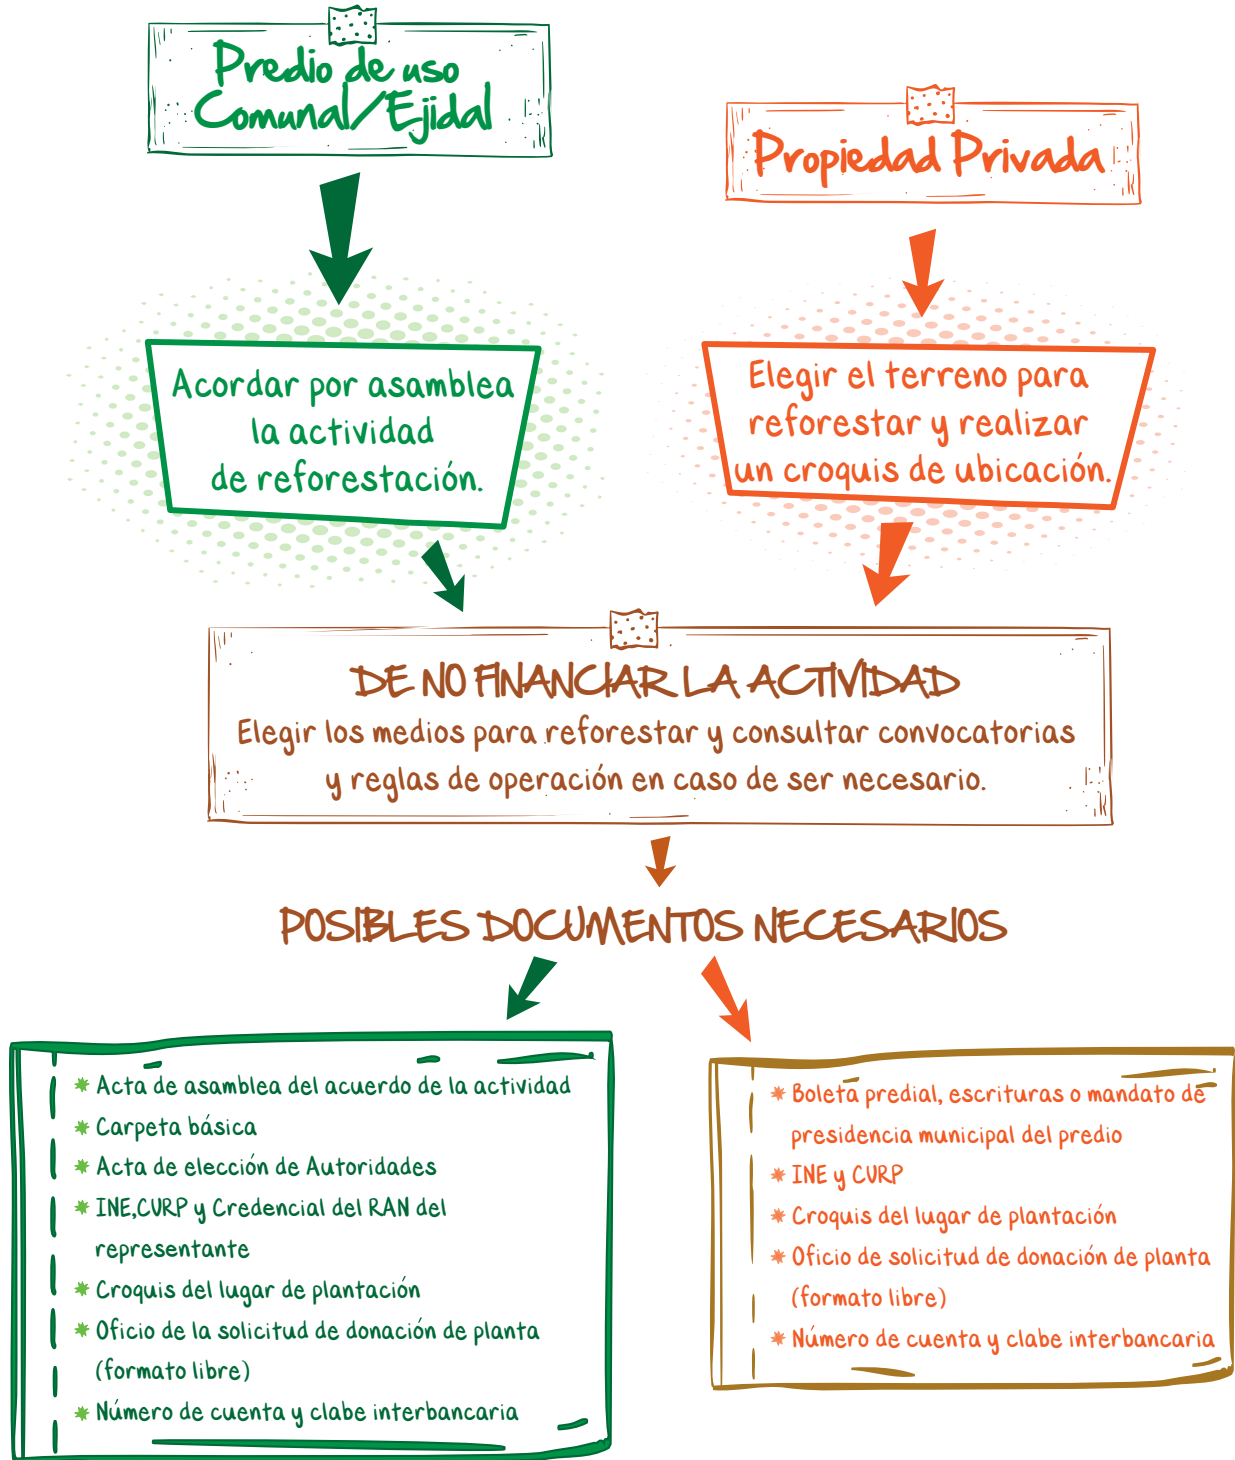 Predio de uso
Comunal/Ejidal
Propiedad Privada
Acordar por asamblea
la actividad
de reforestación.
Elegir el terreno para
reforestar y realizar
un croquis de ubicación.
DE NO FINANCIAR LA ACTIVIDAD
Elegir los medios para reforestar y consultar convocatorias
y reglas de operación en caso de ser necesario.
POSIBLES DOCUMENTOS NECESARIOS
Acta de asamblea del acuerdo de la actividad
Carpeta básica
Acta de elección de Autoridades
INE,CURP y Credencial del RAN del
representante
Croquis del lugar de plantación
Oficio de la solicitud de donación de planta
(formato libre)
Número de cuenta y clabe interbancaria
Boleta predial, escrituras o mandato de
presidencia municipal del predio
INE y CURP
Croquis del lugar de plantación
Oficio de solicitud de donación de planta
(formato libre)
Número de cuenta y clabe interbancaria